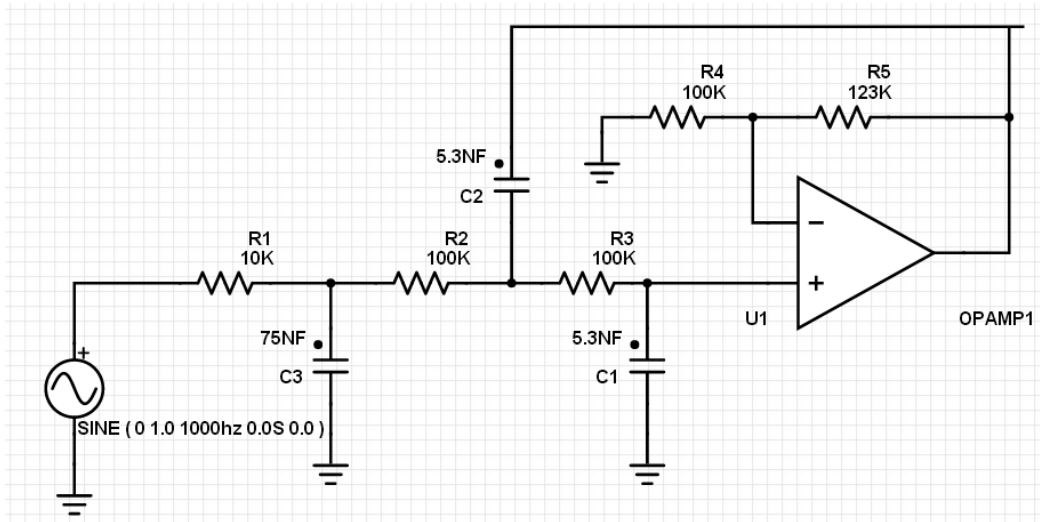 R4
100K
R5
123K
5.3NF
C2
R1
10K
R2
100K
R3
100K
U1
OPAMP1
75NF
C3
5.3NF
C1
SINE ( 0 1.0 1000hz 0.0S 0.0 )